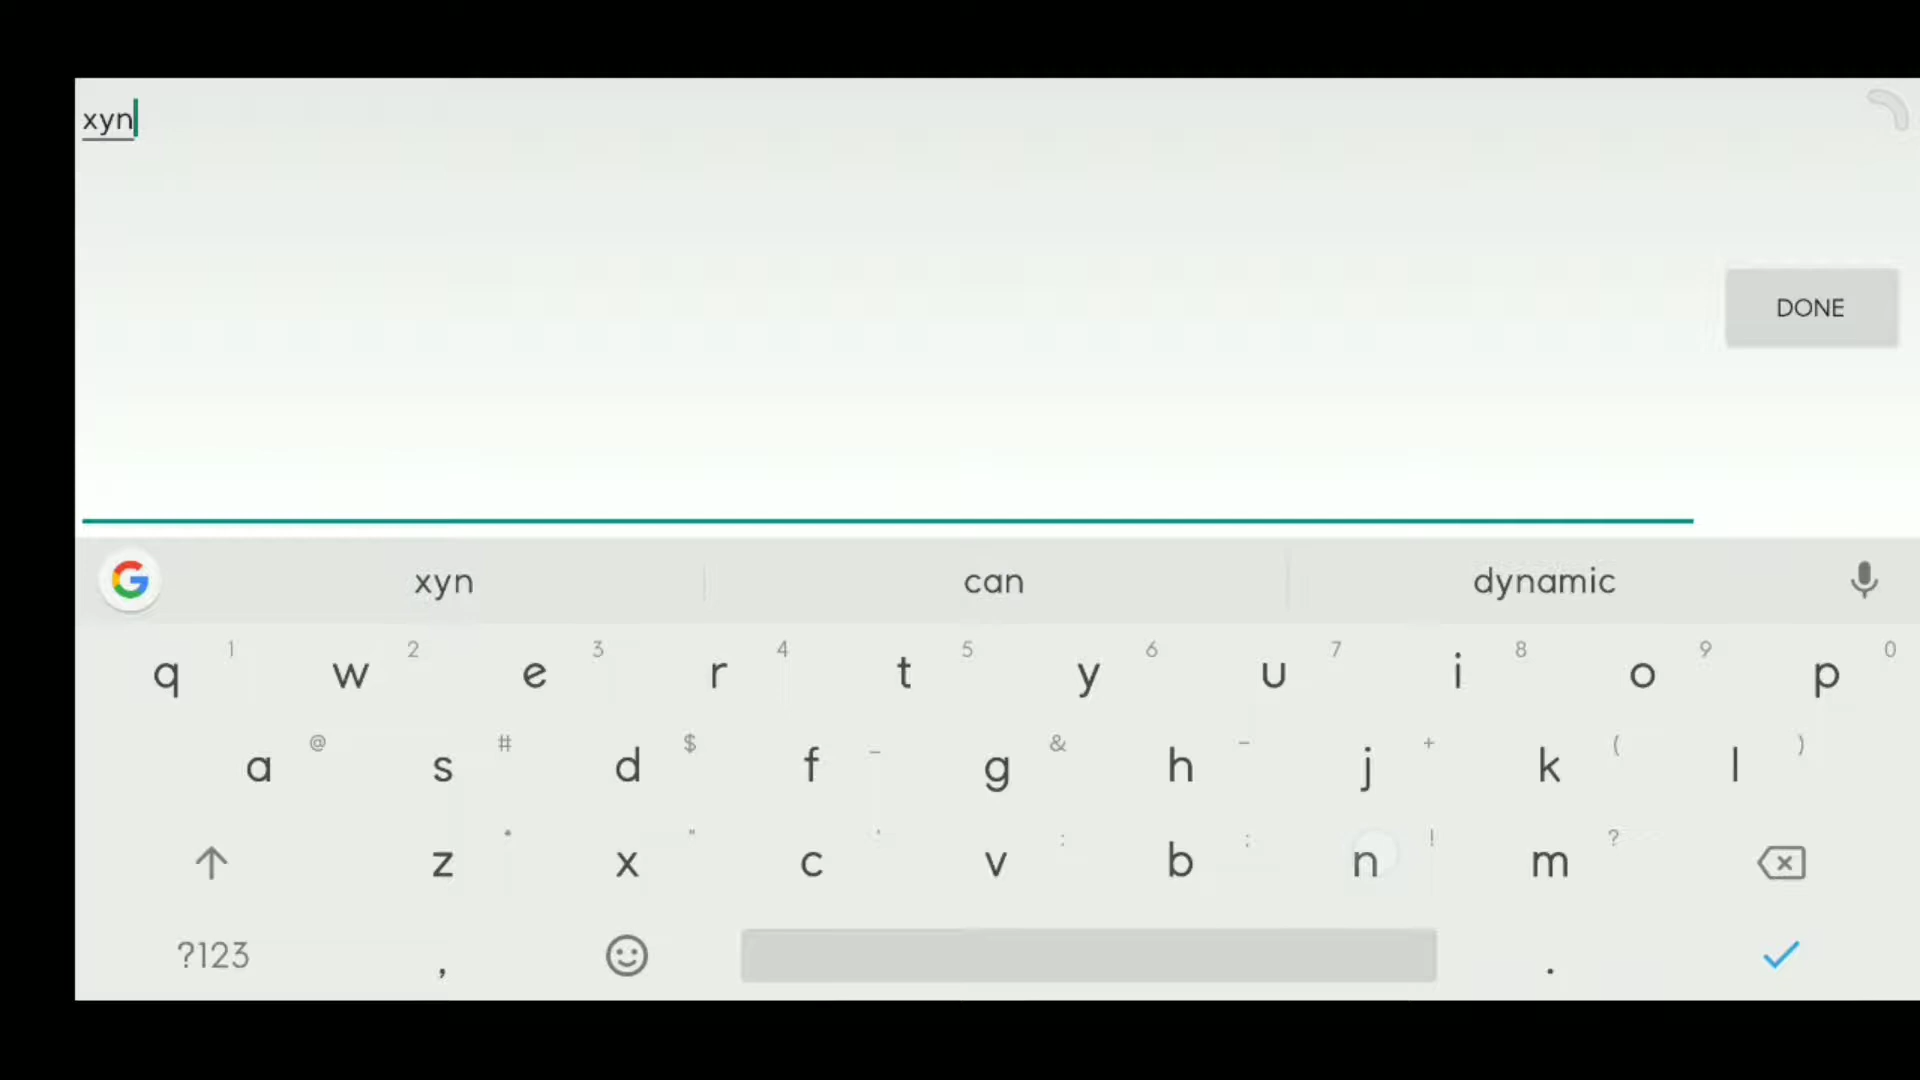 xyn
DONE
xyn can dynamic
q 1 w 2 e 3 r 4 t 5 y 6 u 7 i 8 o 9 p 0
a @ s # d $ f _ g & h - j + k ( l )
z * x " c ' v : b ; n ! m ?
?123 , .